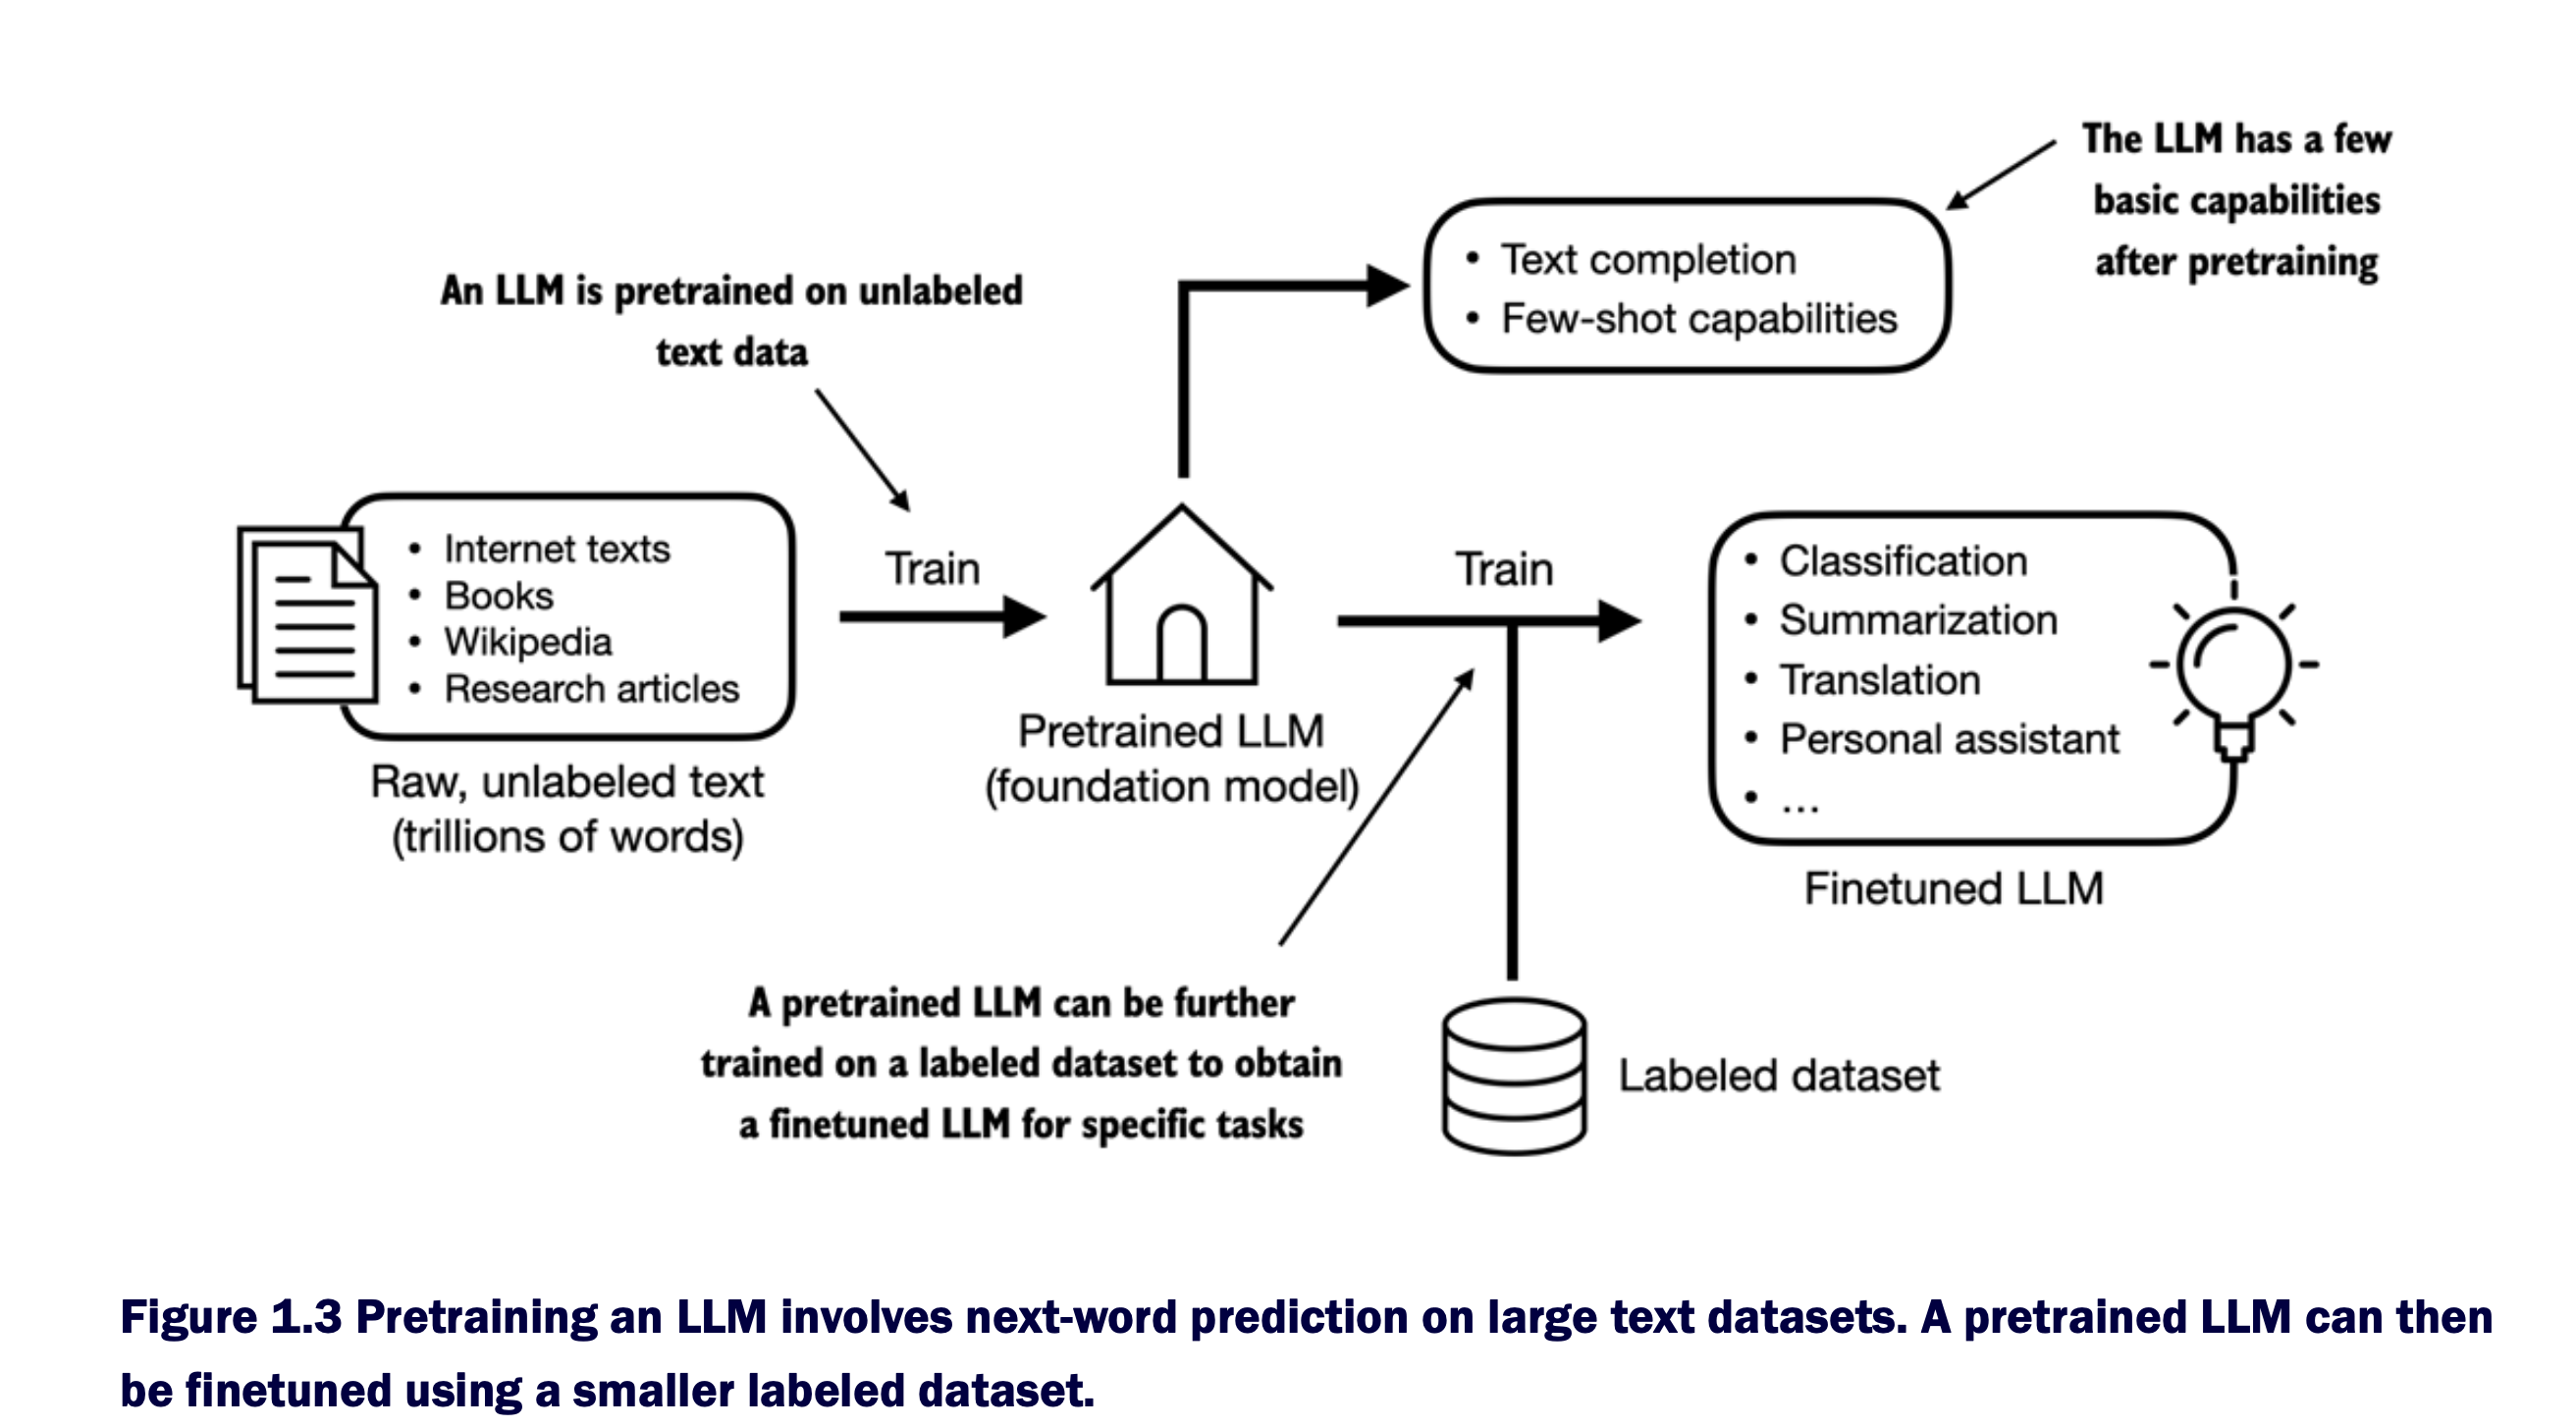 The LLM has a few
basic capabilities
after pretraining
• Text completion
• Few-shot capabilities
An LLM is pretrained on unlabeled
text data
• Internet texts
• Books
• Wikipedia
• Research articles
Raw, unlabeled text
(trillions of words)
Train
Pretrained LLM
(foundation model)
Train
• Classification
• Summarization
• Translation
• Personal assistant
• ...
Finetuned LLM
A pretrained LLM can be further
trained on a labeled dataset to obtain
a finetuned LLM for specific tasks
Labeled dataset
Figure 1.3 Pretraining an LLM involves next-word prediction on large text datasets. A pretrained LLM can then
be finetuned using a smaller labeled dataset.